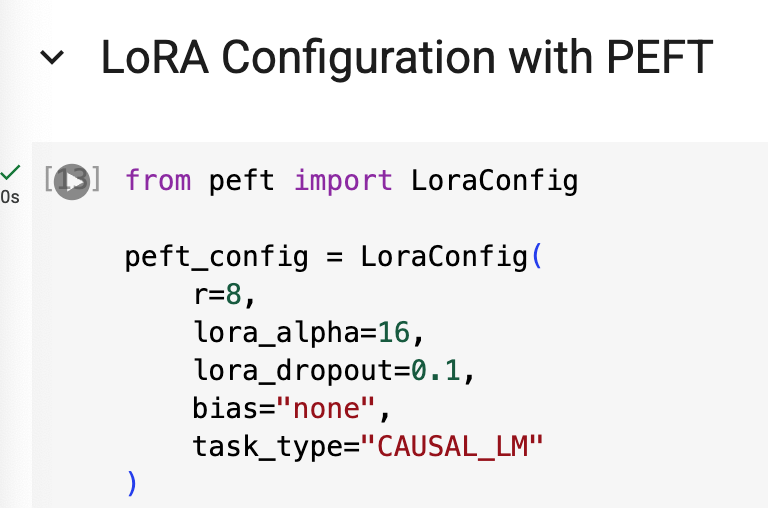 LoRA Configuration with PEFT
[13] from peft import LoraConfig
0s
peft_config = LoraConfig(
    r=8,
    lora_alpha=16,
    lora_dropout=0.1,
    bias="none",
    task_type="CAUSAL_LM"
)